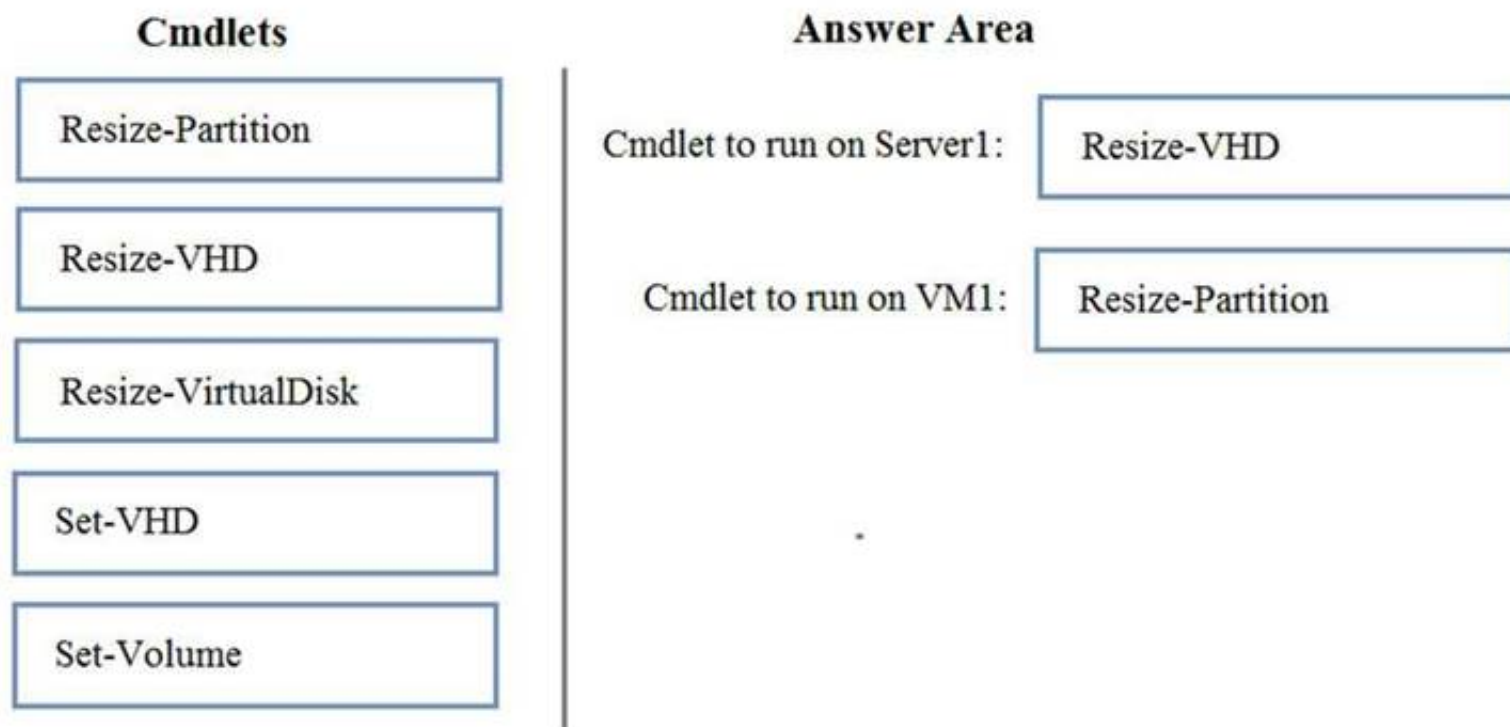 Cmdlets
Resize-Partition
Resize-VHD
Resize-VirtualDisk
Set-VHD
Set-Volume
Answer Area
Cmdlet to run on Server1:
Resize-VHD
Cmdlet to run on VM1:
Resize-Partition